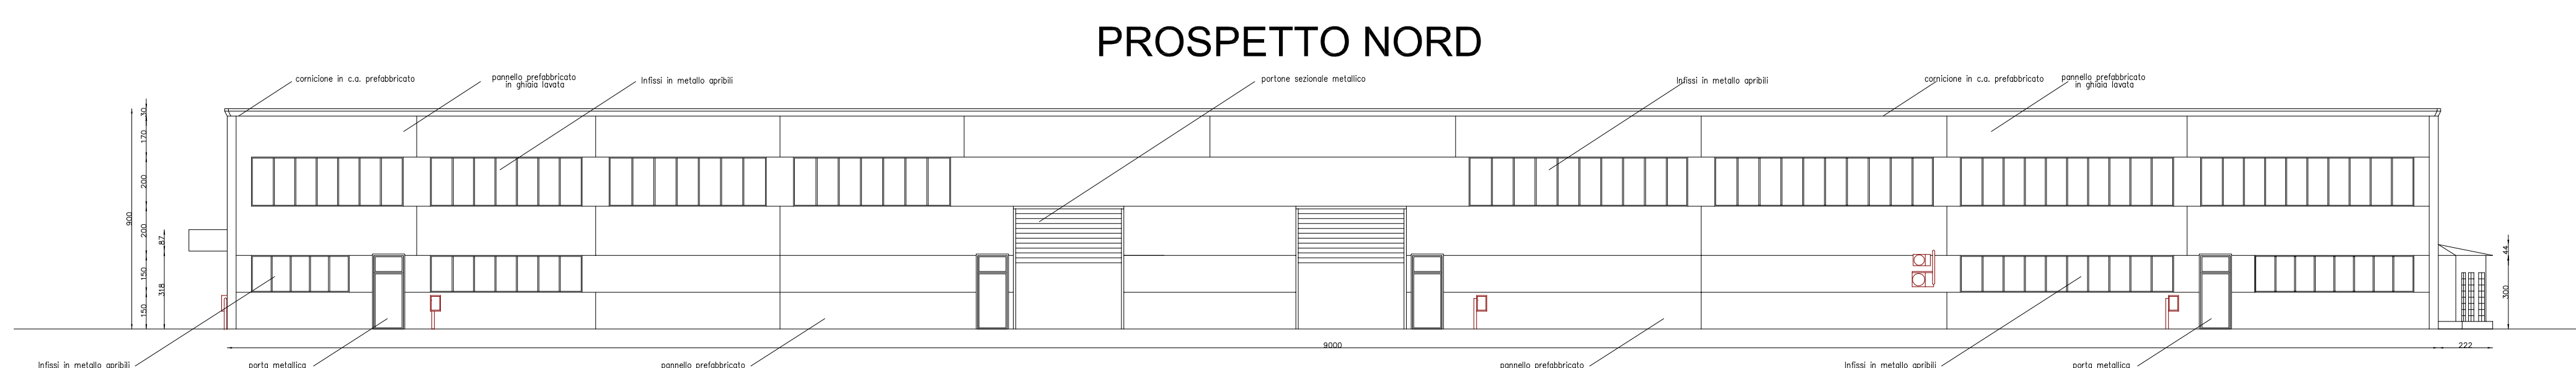 PROSPETTO NORD
cornicione in c.a. prefabbricato
pannello prefabbricato
in ghiaia lavata
Infissi in metallo apribili
portone sezionale metallico
Infissi in metallo apribili
cornicione in c.a. prefabbricato
pannello prefabbricato
in ghiaia lavata
30
170
200
900
200
87
150
318
150
44
300
9000
222
Infissi in metallo apribili
porta metallica
pannello prefabbricato
pannello prefabbricato
Infissi in metallo apribili
porta metallica